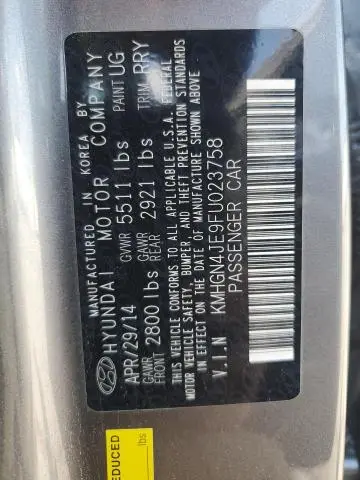 MANUFACTURED IN KOREA BY
HYUNDAI MOTOR COMPANY
APR/29/14 GVWR 5511 lbs PAINT UG
GAWR FRONT 2800 lbs GAWR REAR 2921 lbs TRIM RRY
THIS VEHICLE CONFORMS TO ALL APPLICABLE U.S.A. FEDERAL
MOTOR VEHICLE SAFETY, BUMPER, AND THEFT PREVENTION STANDARDS
IN EFFECT ON THE DATE OF MANUFACTURE SHOWN ABOVE
V.I.N KMHGN4JE9FU023758
PASSENGER CAR
EDUCED
lbs